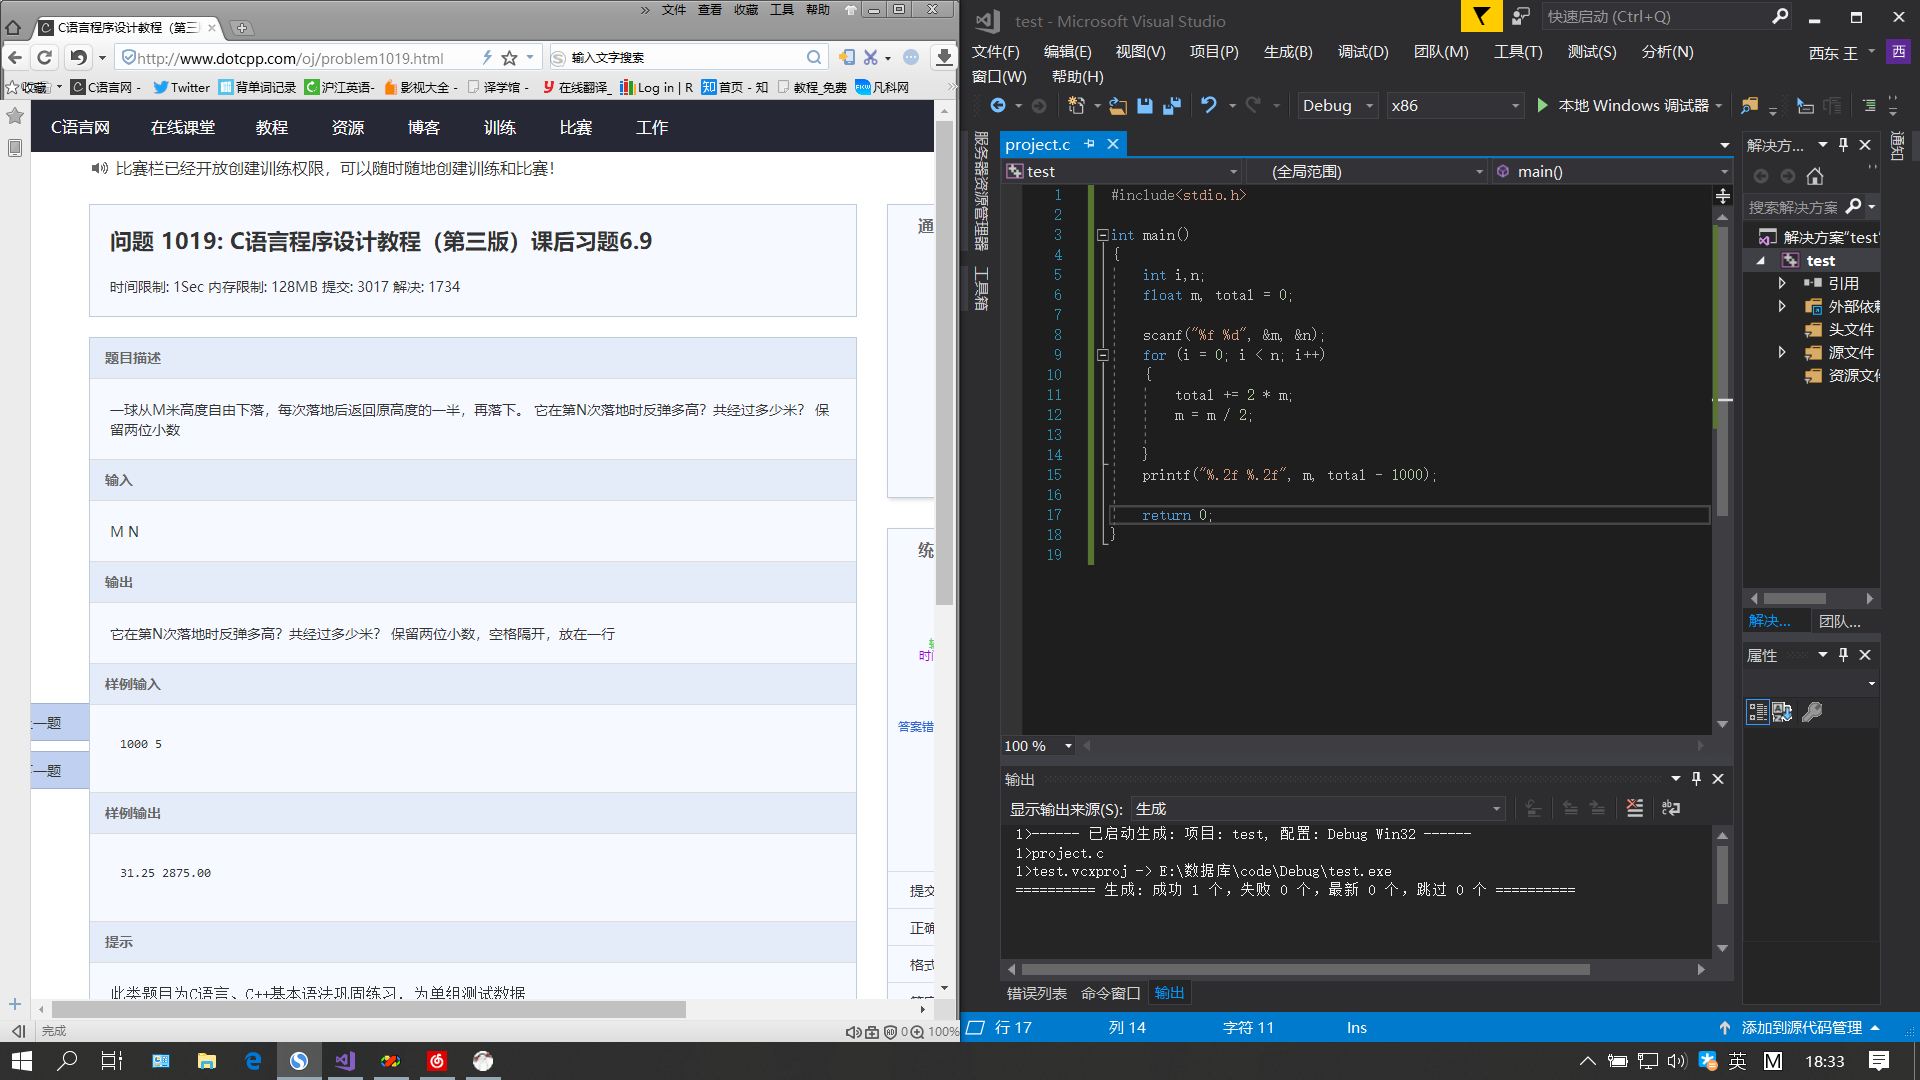 » 文件 查看 收藏 工具 帮助
C语言程序设计教程（第三
http://www.dotcpp.com/oj/problem1019.html
输入文字搜索
收藏 C语言网 Twitter 背单词记录 沪江英语- 影视大全 译学馆 在线翻译_ Log in | R 首页 - 知 教程_免费 凡科网
C语言网 在线课堂 教程 资源 博客 训练 比赛 工作
比赛栏已经开放创建训练权限，可以随时随地创建训练和比赛！
问题 1019: C语言程序设计教程（第三版）课后习题6.9
时间限制: 1Sec 内存限制: 128MB 提交: 3017 解决: 1734
题目描述
一球从M米高度自由下落，每次落地后返回原高度的一半，再落下。 它在第N次落地时反弹多高？共经过多少米？ 保
留两位小数
输入
M N
输出
它在第N次落地时反弹多高？共经过多少米？ 保留两位小数，空格隔开，放在一行
样例输入
1000 5
样例输出
31.25 2875.00
提示
此类题目为C语言、C++基本语法巩固练习，为单组测试数据
一题
一题
通
统
时间
答案错
提交
正确
格式
完成
0
100%
test - Microsoft Visual Studio
快速启动 (Ctrl+Q)
文件(F) 编辑(E) 视图(V) 项目(P) 生成(B) 调试(D) 团队(M) 工具(T) 测试(S) 分析(N)
西东 王 西
窗口(W) 帮助(H)
Debug x86 本地 Windows 调试器
服务器资源管理器
工具箱
project.c
test (全局范围) main()
1 #include<stdio.h>
2
3 int main()
4 {
5 int i,n;
6 float m, total = 0;
7
8 scanf("%f %d", &m, &n);
9 for (i = 0; i < n; i++)
10 {
11 total += 2 * m;
12 m = m / 2;
13
14 }
15 printf("%.2f %.2f", m, total - 1000);
16
17 return 0;
18 }
19
100 %
输出
显示输出来源(S): 生成
1>------ 已启动生成: 项目: test, 配置: Debug Win32 ------
1>project.c
1>test.vcxproj -> E:\数据库\code\Debug\test.exe
========== 生成: 成功 1 个，失败 0 个，最新 0 个，跳过 0 个 ==========
错误列表 命令窗口 输出
解决方...
搜索解决方案
解决方案"test"
test
引用
外部依赖
头文件
源文件
资源文件
解决... 团队...
属性
通知
行 17 列 14 字符 11 Ins 添加到源代码管理
英 M 18:33